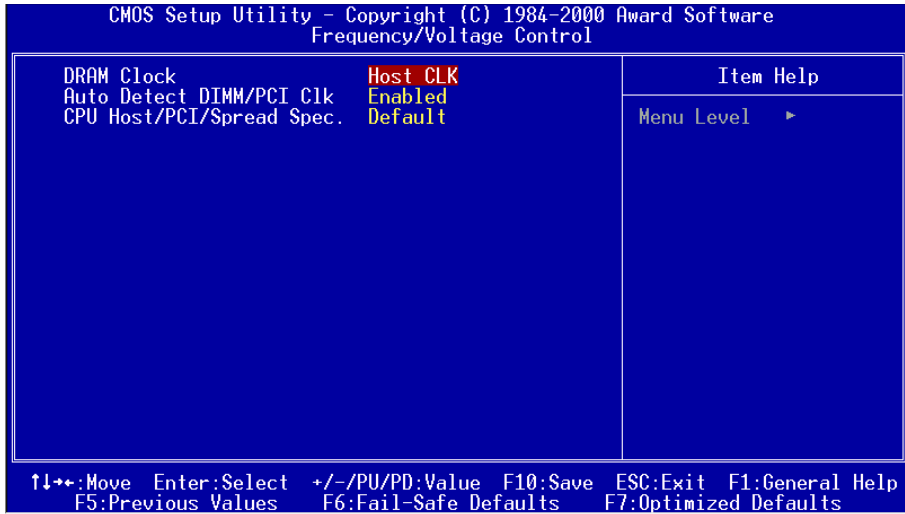 CMOS Setup Utility – Copyright (C) 1984-2000 Award Software
Frequency/Voltage Control
DRAM Clock Host CLK
Auto Detect DIMM/PCI Clk Enabled
CPU Host/PCI/Spread Spec. Default
Item Help
Menu Level ►
↑↓→←:Move Enter:Select +/-/PU/PD:Value F10:Save ESC:Exit F1:General Help
F5:Previous Values F6:Fail-Safe Defaults F7:Optimized Defaults